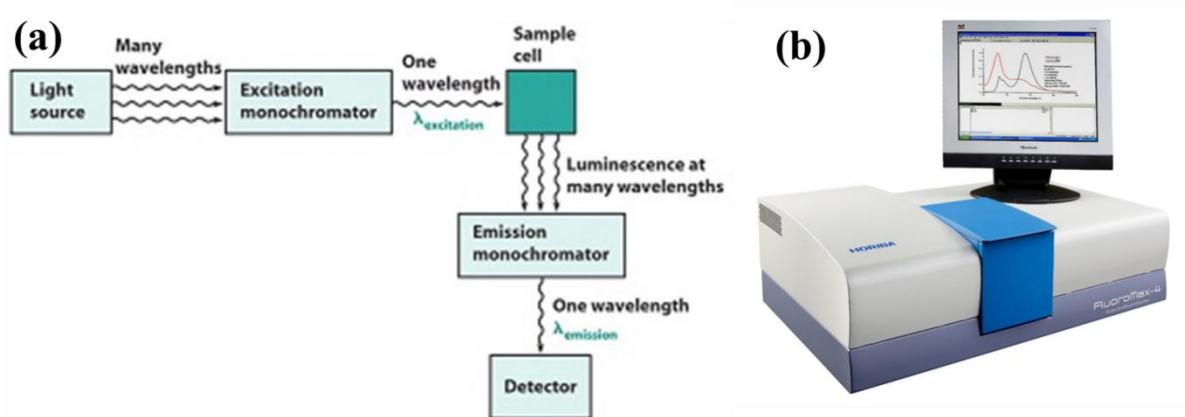 (a)
Many
wavelengths
Light
source
Excitation
monochromator
One
wavelength
λexcitation
Sample
cell
Luminescence at
many wavelengths
Emission
monochromator
One wavelength
λemission
Detector
(b)
HORIBA
FluoroMax-4